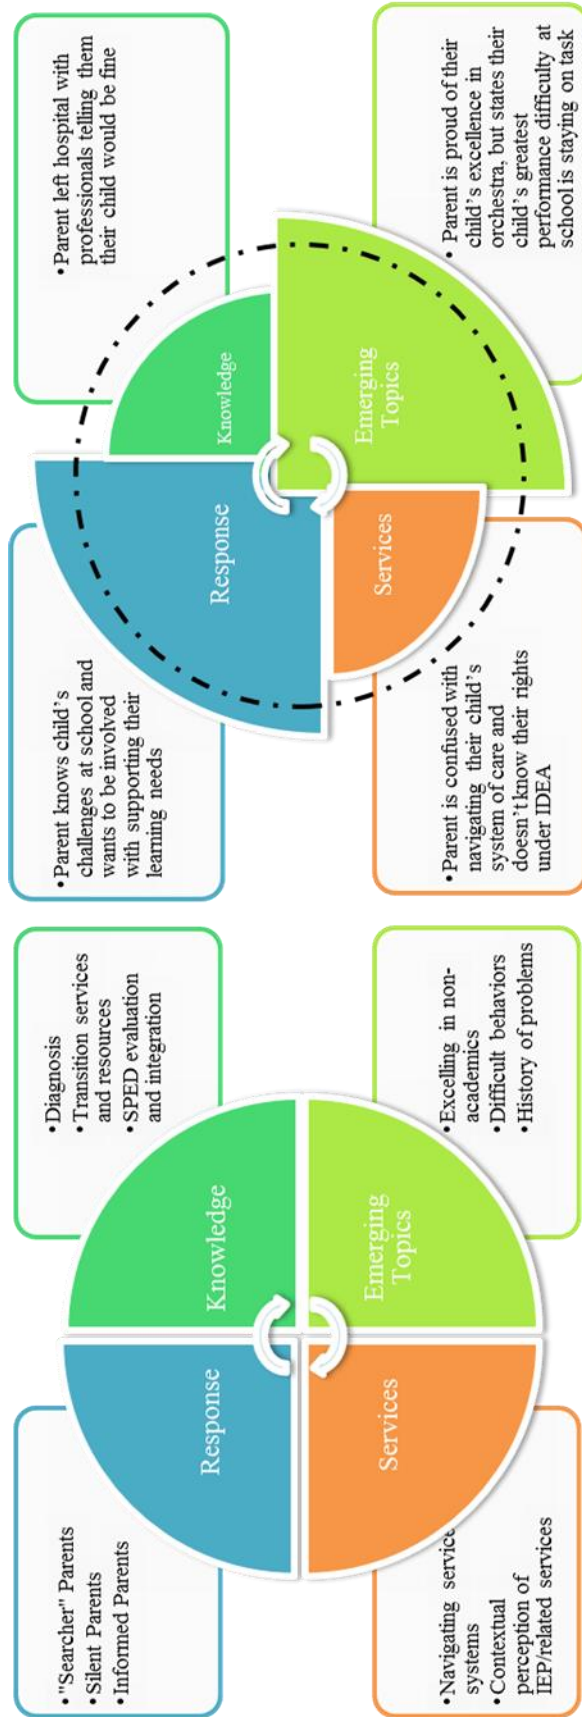 • "Searcher" Parents
• Silent Parents
• Informed Parents
• Diagnosis
• Transition services
and resources
• SPED evaluation
and integration
Response
Knowledge
Services
Emerging
Topics
• Navigating service
systems
• Contextual
perception of
IEP/related services
• Excelling in non-
academics
• Difficult behaviors
• History of problems
• Parent knows child's
challenges at school and
wants to be involved
with supporting their
learning needs
• Parent left hospital with
professionals telling them
their child would be fine
Response
Knowledge
Services
Emerging
Topics
• Parent is confused with
navigating their child's
system of care and
doesn't know their rights
under IDEA
• Parent is proud of their
child's excellence in
orchestra, but states their
child's greatest
performance difficulty at
school is staying on task